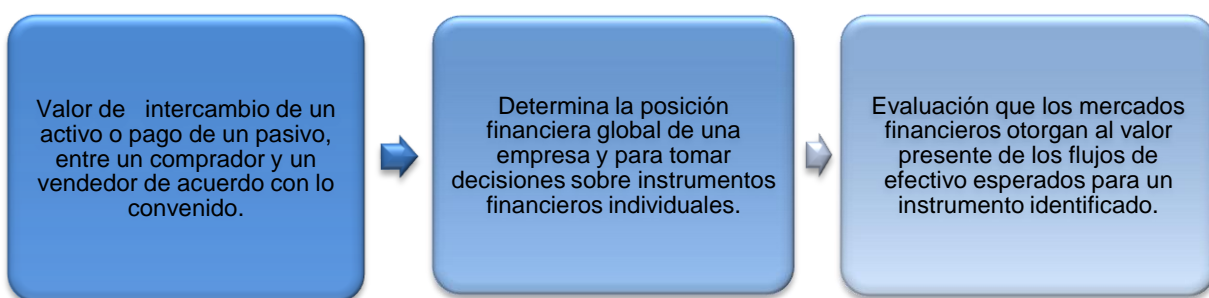 Valor de intercambio de un
activo o pago de un pasivo,
entre un comprador y un
vendedor de acuerdo con lo
convenido.
Determina la posición
financiera global de una
empresa y para tomar
decisiones sobre instrumentos
financieros individuales.
Evaluación que los mercados
financieros otorgan al valor
presente de los flujos de
efectivo esperados para un
instrumento identificado.